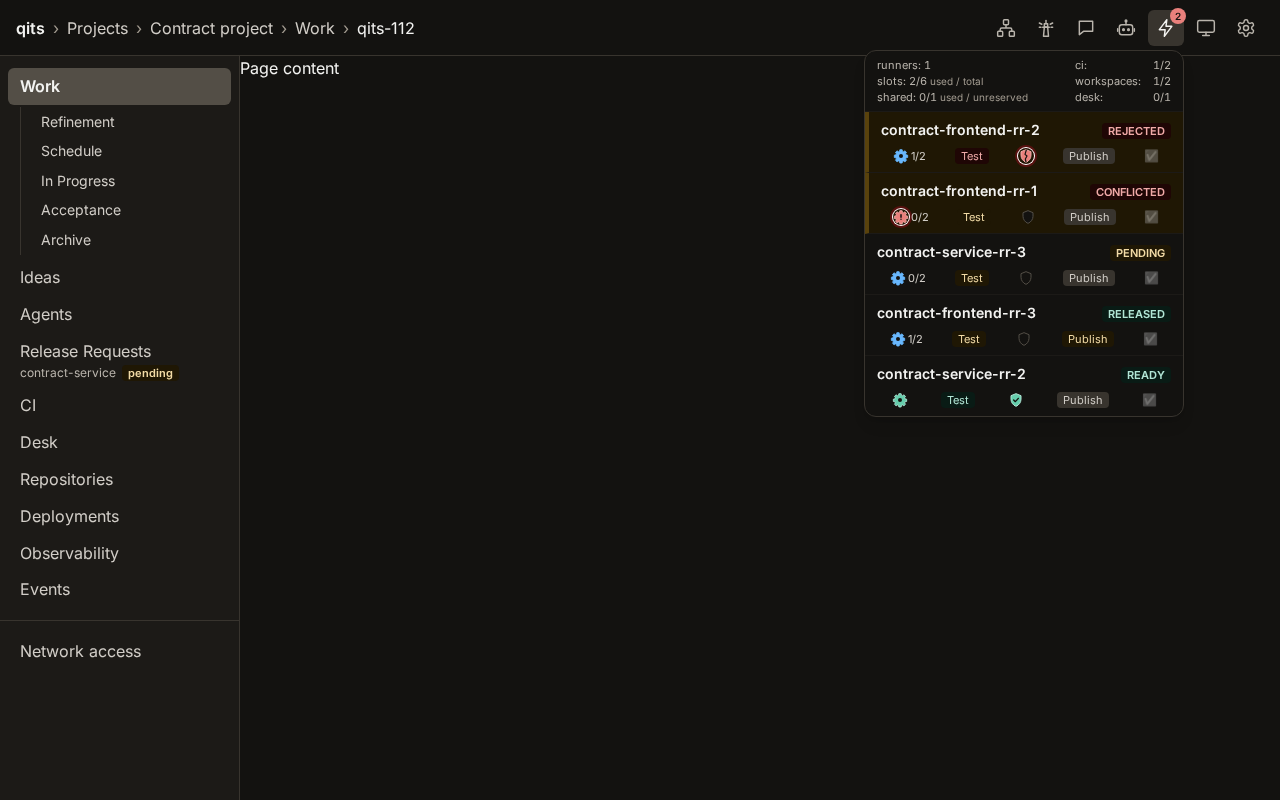 qits › Projects › Contract project › Work › qits-112
2
Work
Refinement
Schedule
In Progress
Acceptance
Archive
Ideas
Agents
Release Requests
contract-service pending
CI
Desk
Repositories
Deployments
Observability
Events
Network access
Page content
runners: 1 ci: 1/2
slots: 2/6 used / total workspaces: 1/2
shared: 0/1 used / unreserved desk: 0/1
contract-frontend-rr-2 REJECTED
1/2 Test Publish
contract-frontend-rr-1 CONFLICTED
0/2 Test Publish
contract-service-rr-3 PENDING
0/2 Test Publish
contract-frontend-rr-3 RELEASED
1/2 Test Publish
contract-service-rr-2 READY
Test Publish